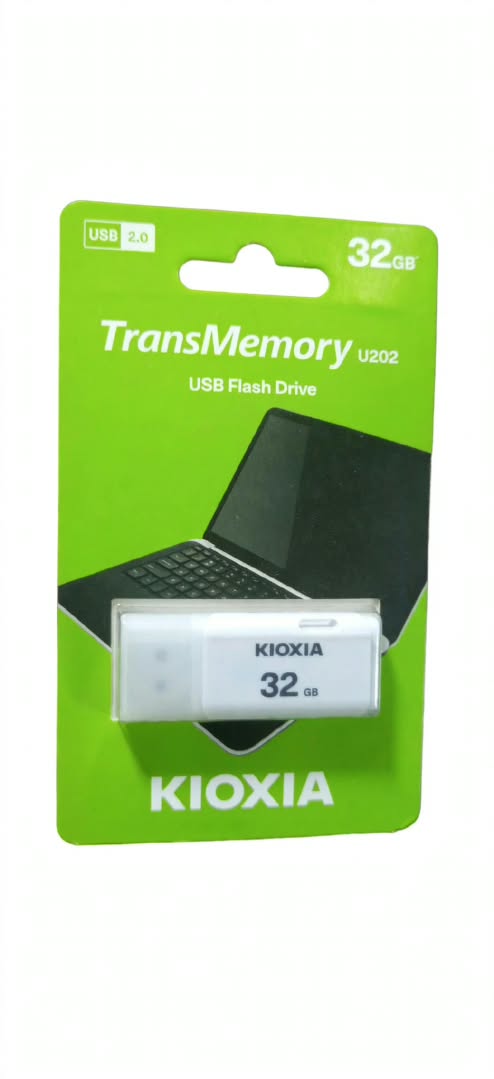 USB 2.0
32GB
TransMemory U202
USB Flash Drive
KIOXIA
32 GB
KIOXIA